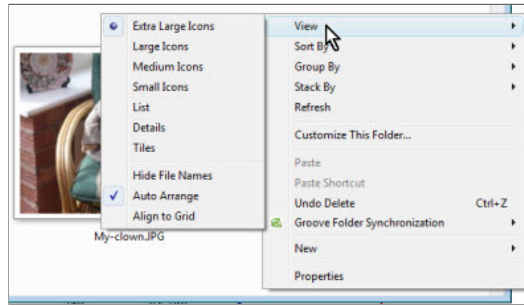 Extra Large Icons
Large Icons
Medium Icons
Small Icons
List
Details
Tiles
Hide File Names
Auto Arrange
Align to Grid
View
Sort By
Group By
Stack By
Refresh
Customize This Folder...
Paste
Paste Shortcut
Undo Delete Ctrl+Z
Groove Folder Synchronization
New
Properties
My-clown.JPG